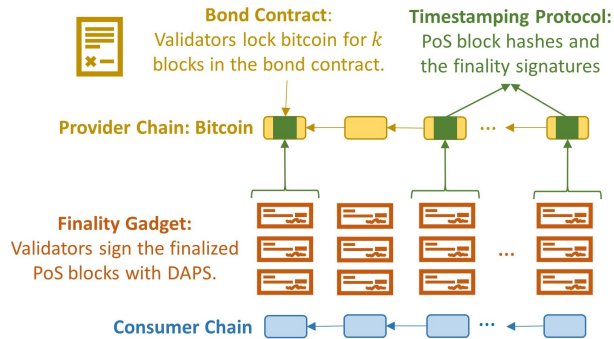 Bond Contract:
Validators lock bitcoin for k
blocks in the bond contract.
Timestamping Protocol:
PoS block hashes and
the finality signatures
Provider Chain: Bitcoin
...
Finality Gadget:
Validators sign the finalized
PoS blocks with DAPS.
...
Consumer Chain
...